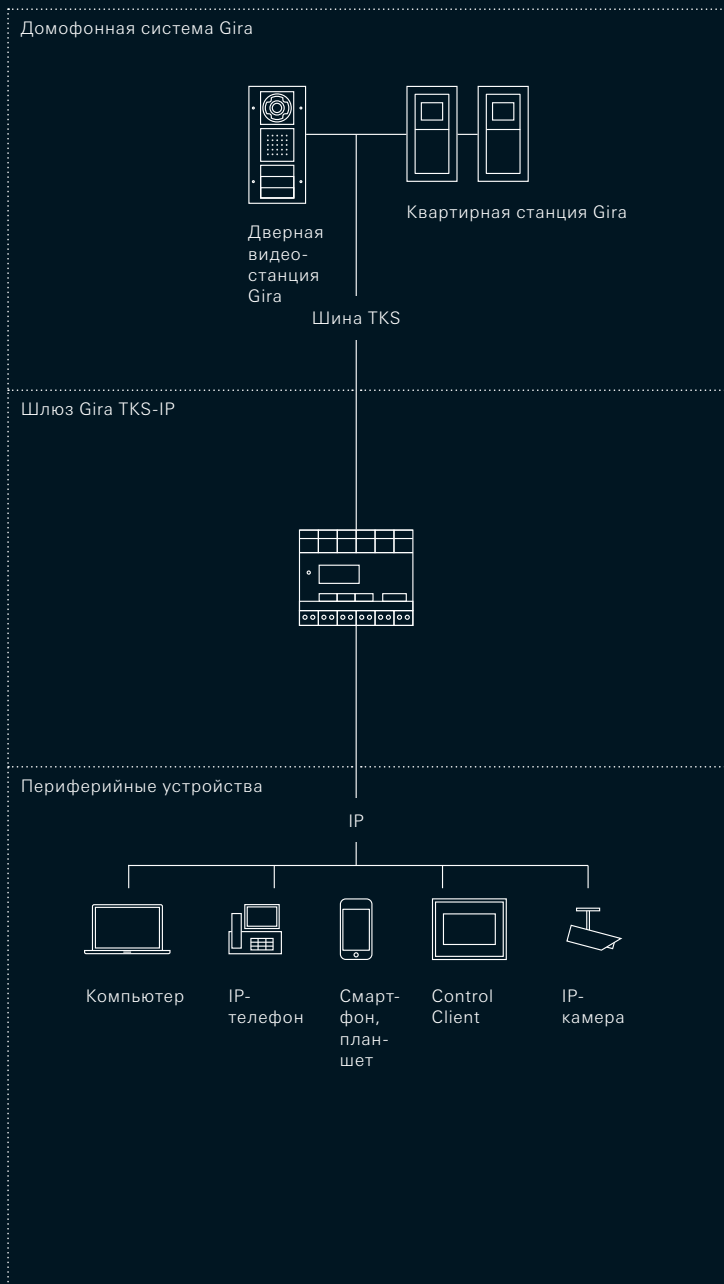 Домофонная система Gira
Квартирная станция Gira
Дверная
видео-
станция
Gira
Шина TKS
Шлюз Gira TKS-IP
Периферийные устройства
IP
Компьютер
IP-
телефон
Смарт-
фон,
план-
шет
Control
Client
IP-
камера